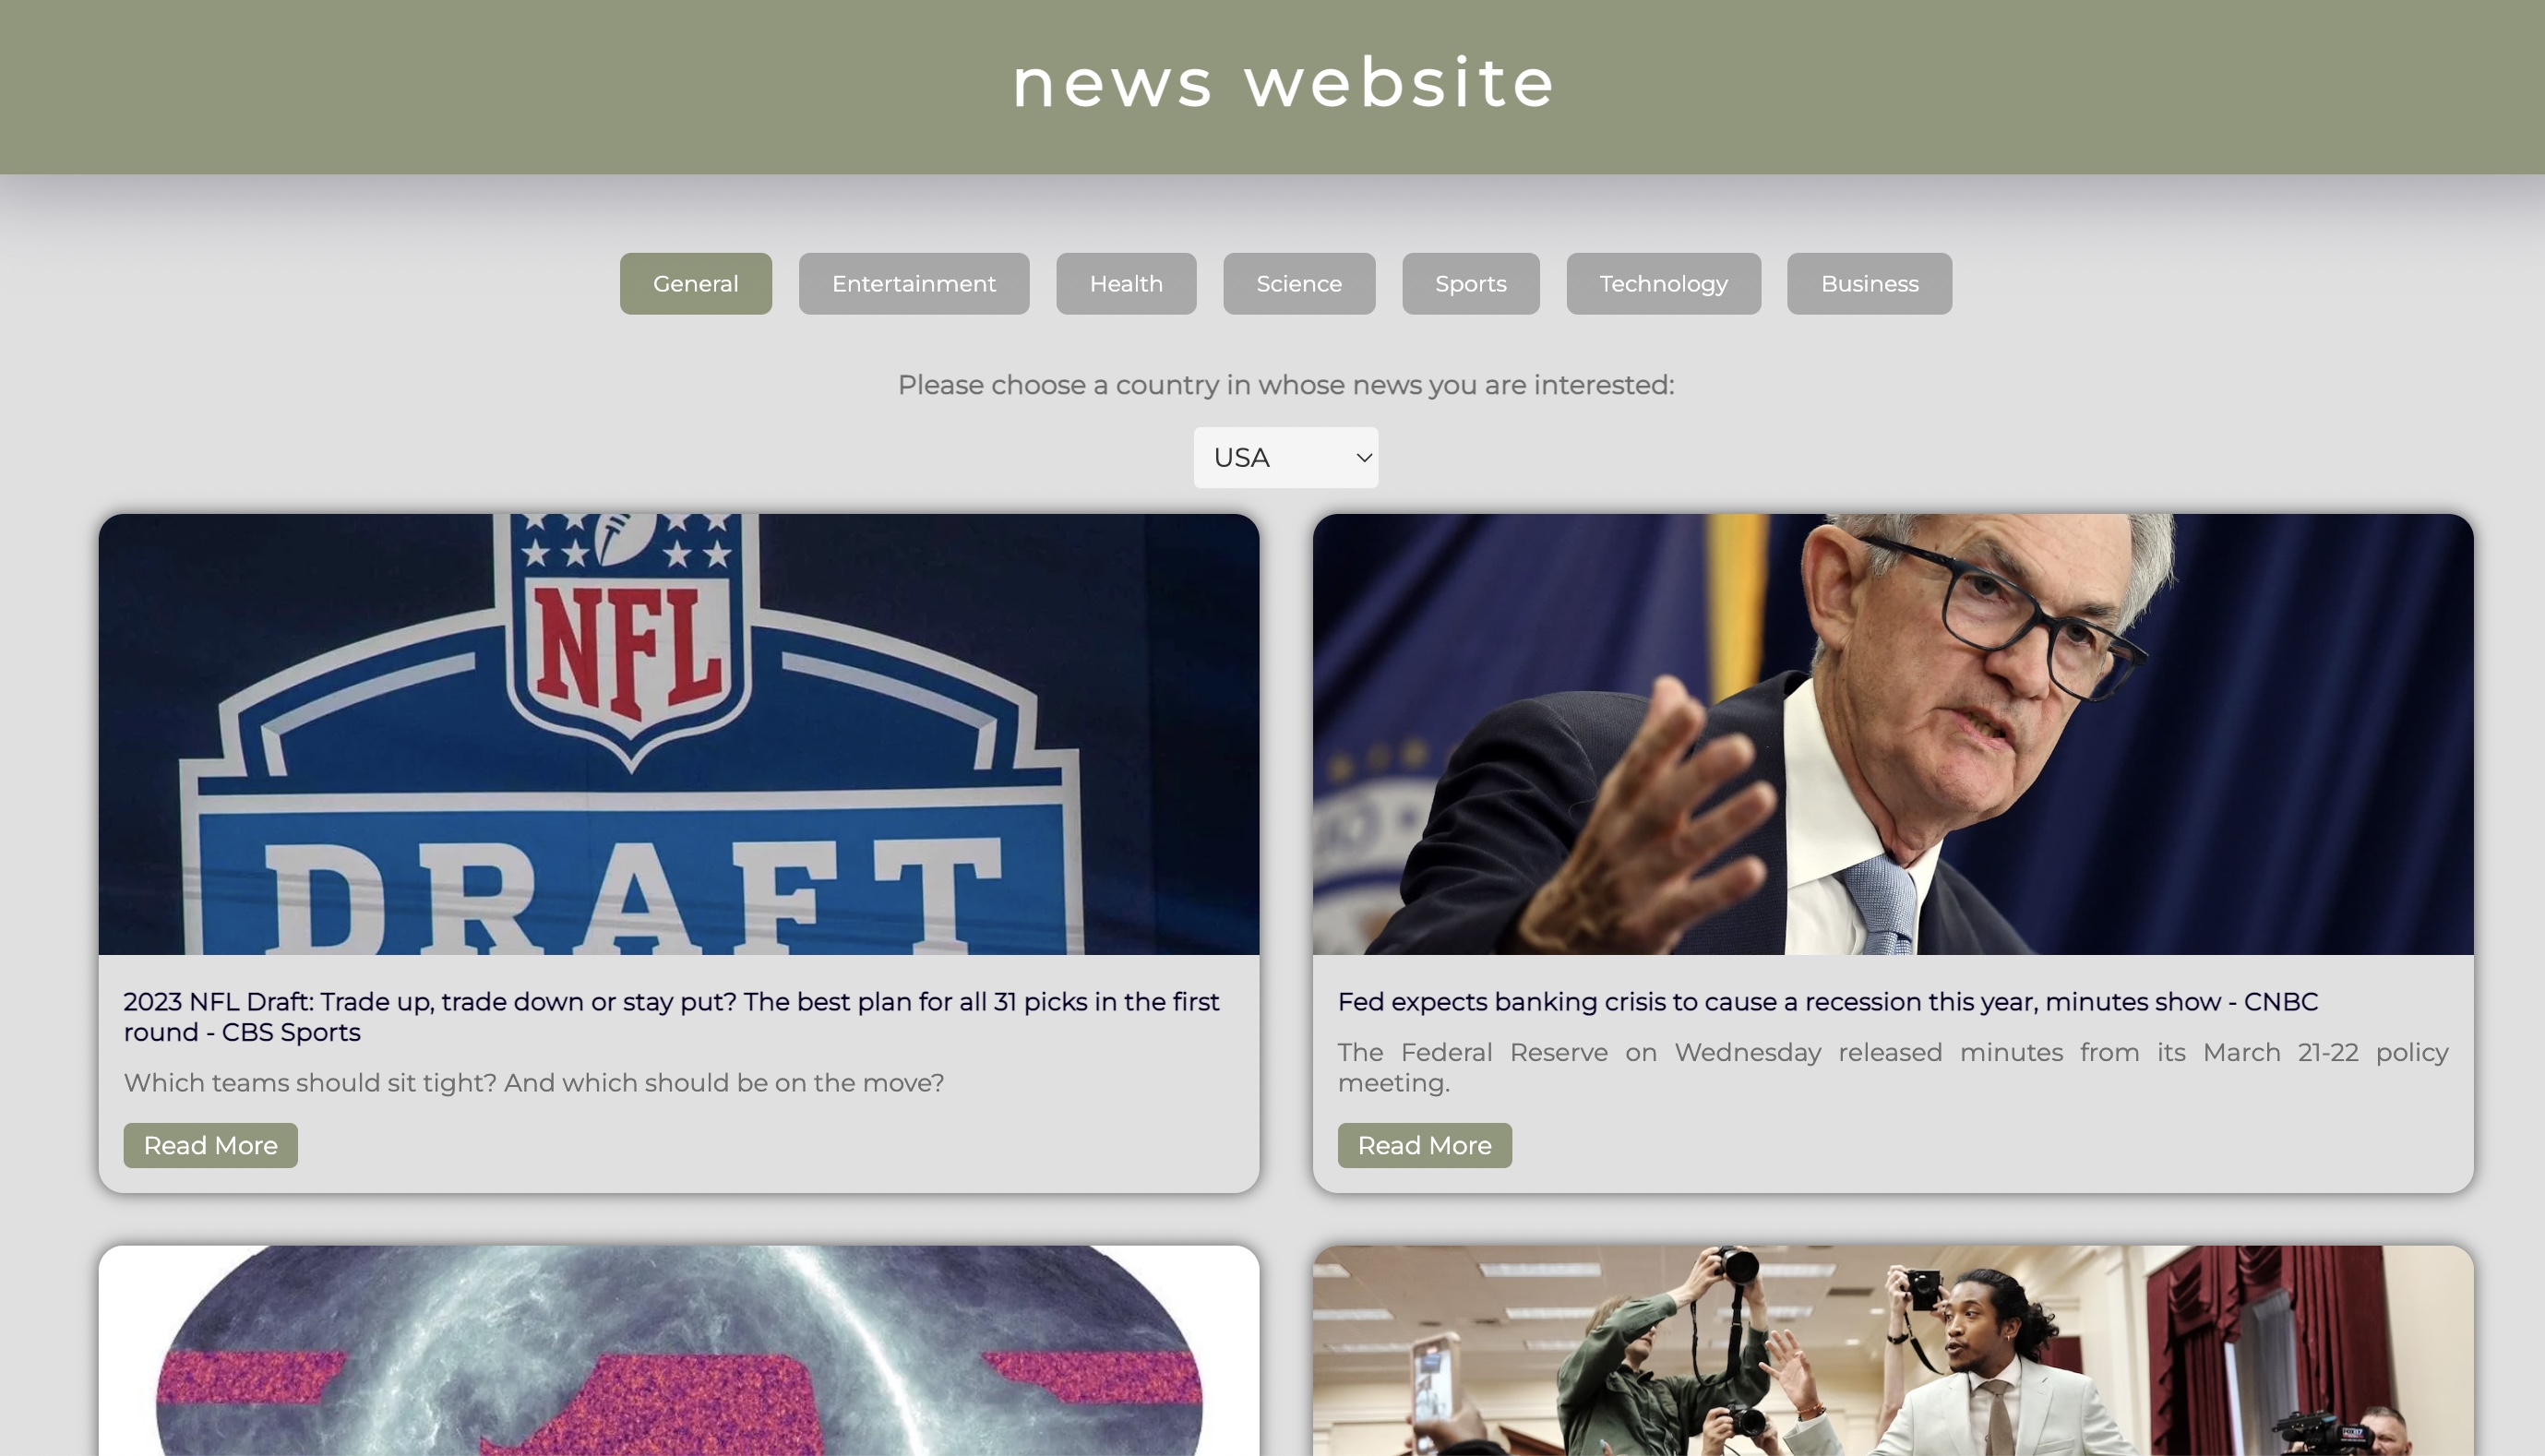 news website
General Entertainment Health Science Sports Technology Business
Please choose a country in whose news you are interested:
USA
NFL
DRAFT
2023 NFL Draft: Trade up, trade down or stay put? The best plan for all 31 picks in the first
round - CBS Sports
Which teams should sit tight? And which should be on the move?
Read More
Fed expects banking crisis to cause a recession this year, minutes show - CNBC
The Federal Reserve on Wednesday released minutes from its March 21-22 policy
meeting.
Read More